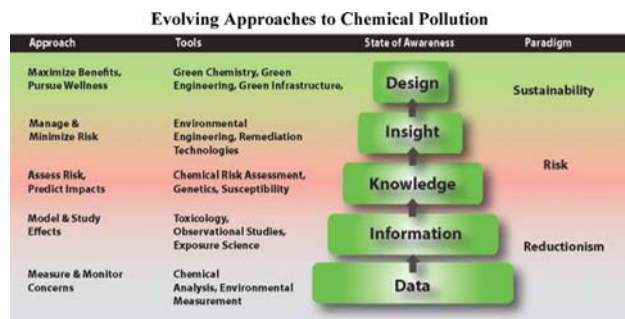 Evolving Approaches to Chemical Pollution
Approach Tools State of Awareness Paradigm
Maximize Benefits,
Pursue Wellness
Green Chemistry, Green
Engineering, Green Infrastructure,
Design
Sustainability
Manage &
Minimize Risk
Environmental
Engineering, Remediation
Technologies
Insight
Risk
Assess Risk,
Predict Impacts
Chemical Risk Assessment,
Genetics, Susceptibility
Knowledge
Model & Study
Effects
Toxicology,
Observational Studies,
Exposure Science
Information
Reductionism
Measure & Monitor
Concerns
Chemical
Analysis, Environmental
Measurement
Data